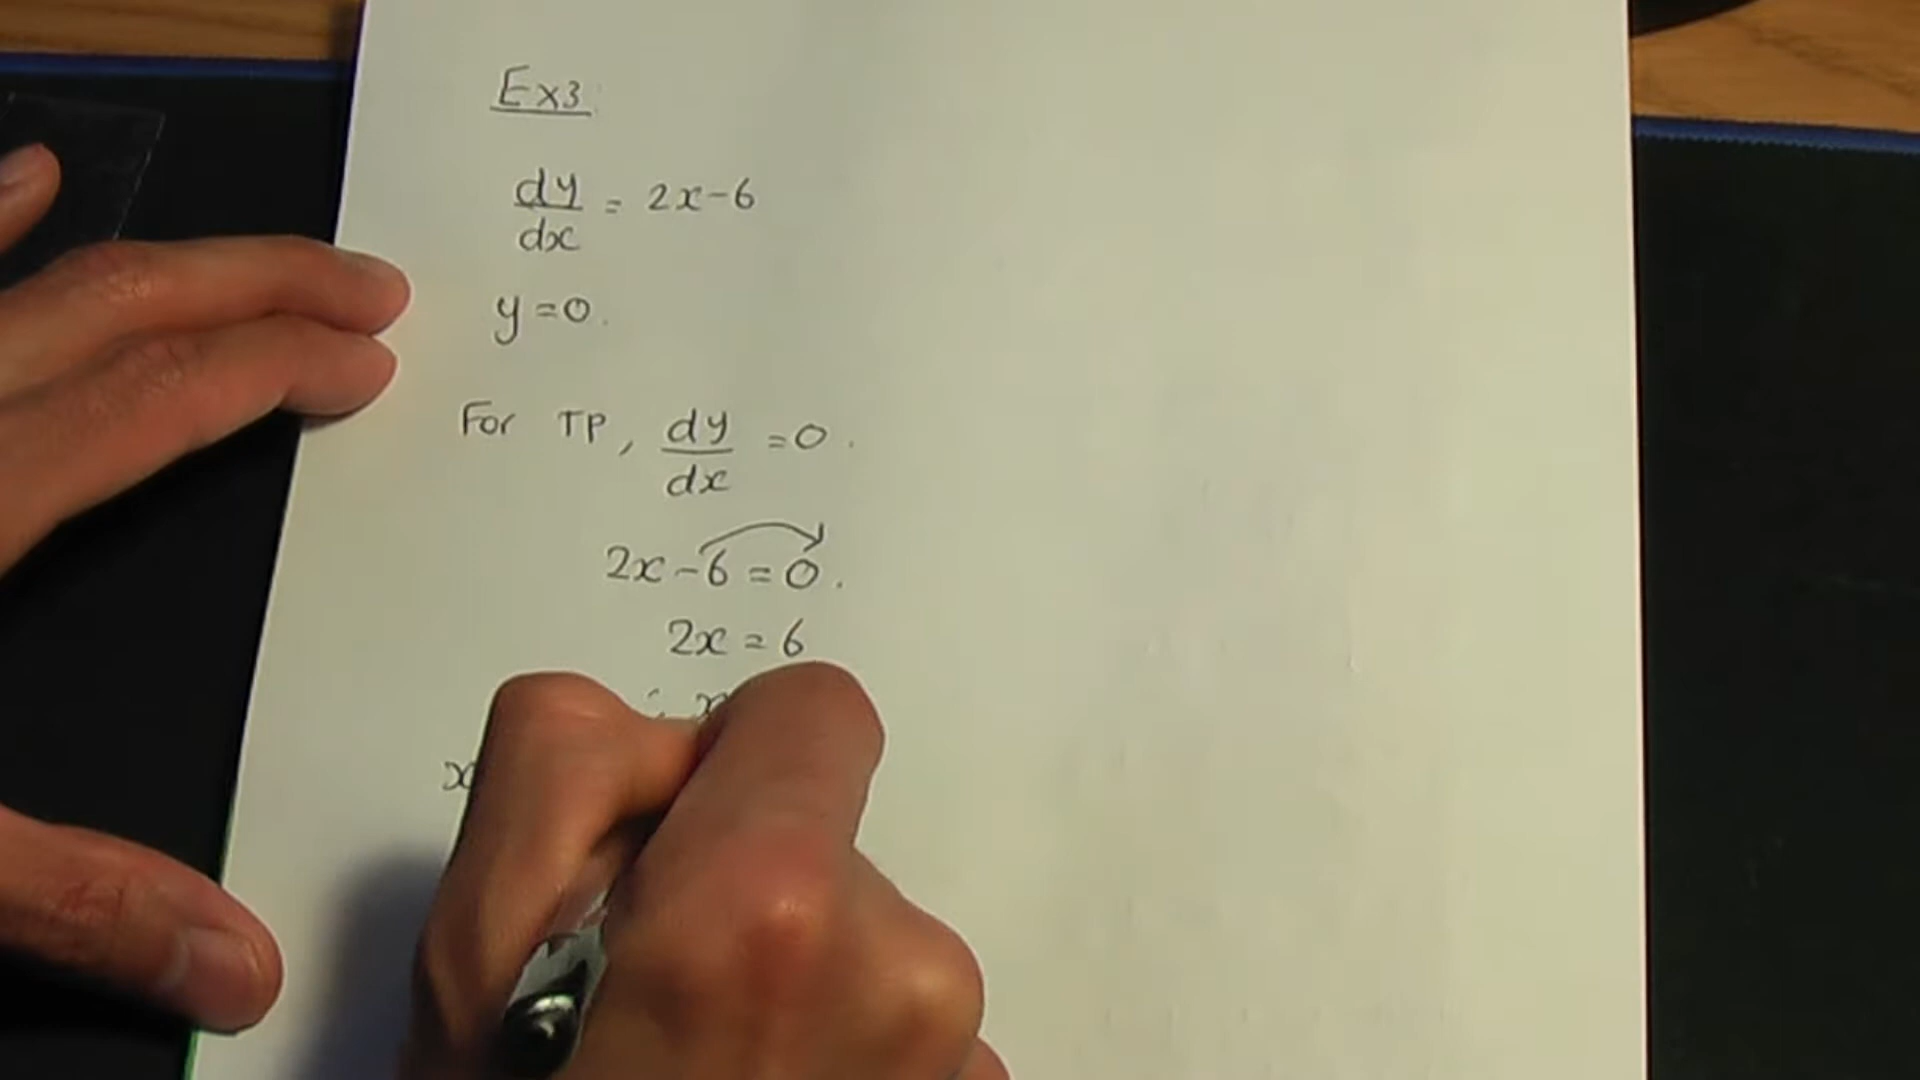 Ex3.
dy/dx = 2x-6
y=0.
For TP, dy/dx =0.
2x-6=0.
2x=6
∴ x
x